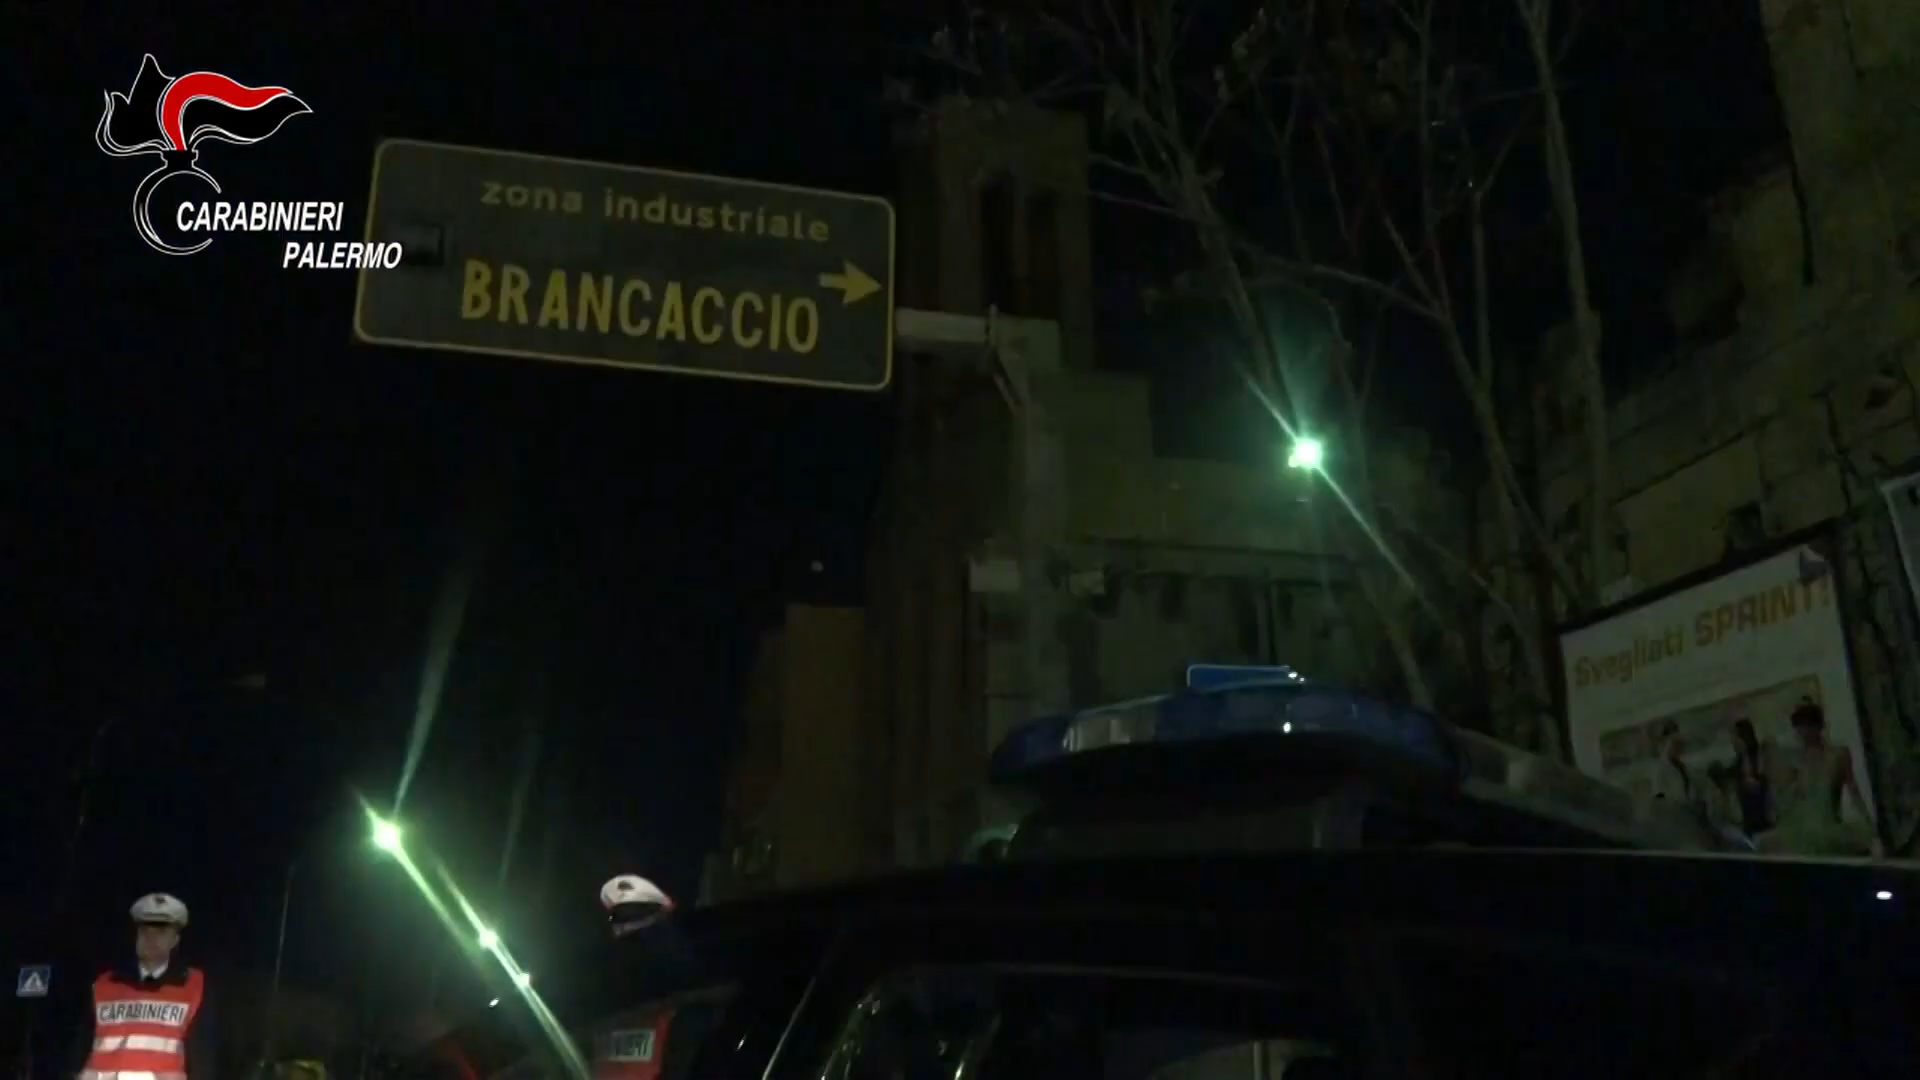 CARABINIERI
PALERMO
zona industriale
BRANCACCIO
Svegliati SPRINT!
CARABINIERI